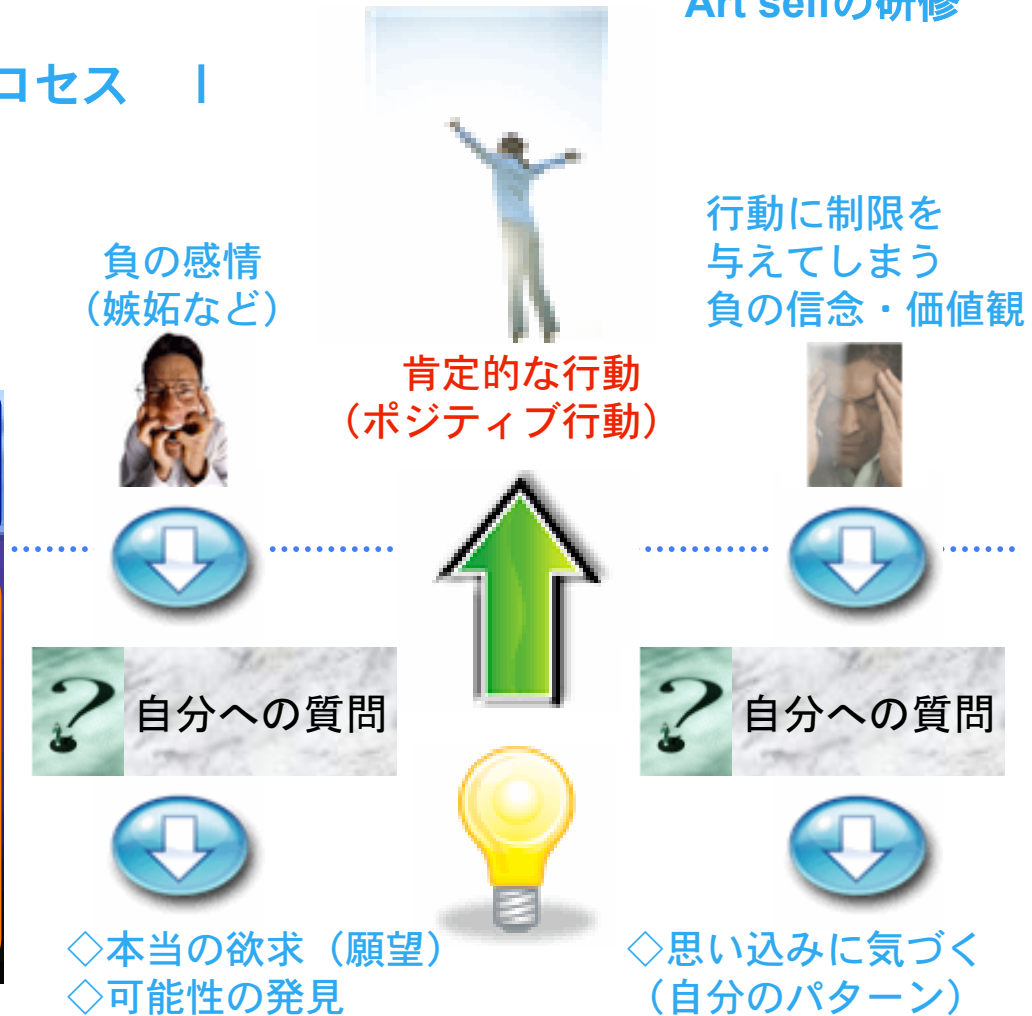 Art selfの研修
ロセス　Ⅰ
負の感情
（嫉妬など）
行動に制限を
与えてしまう
負の信念・価値観
肯定的な行動
（ポジティブ行動）
自分への質問
自分への質問
◇本当の欲求（願望）
◇可能性の発見
◇思い込みに気づく
（自分のパターン）